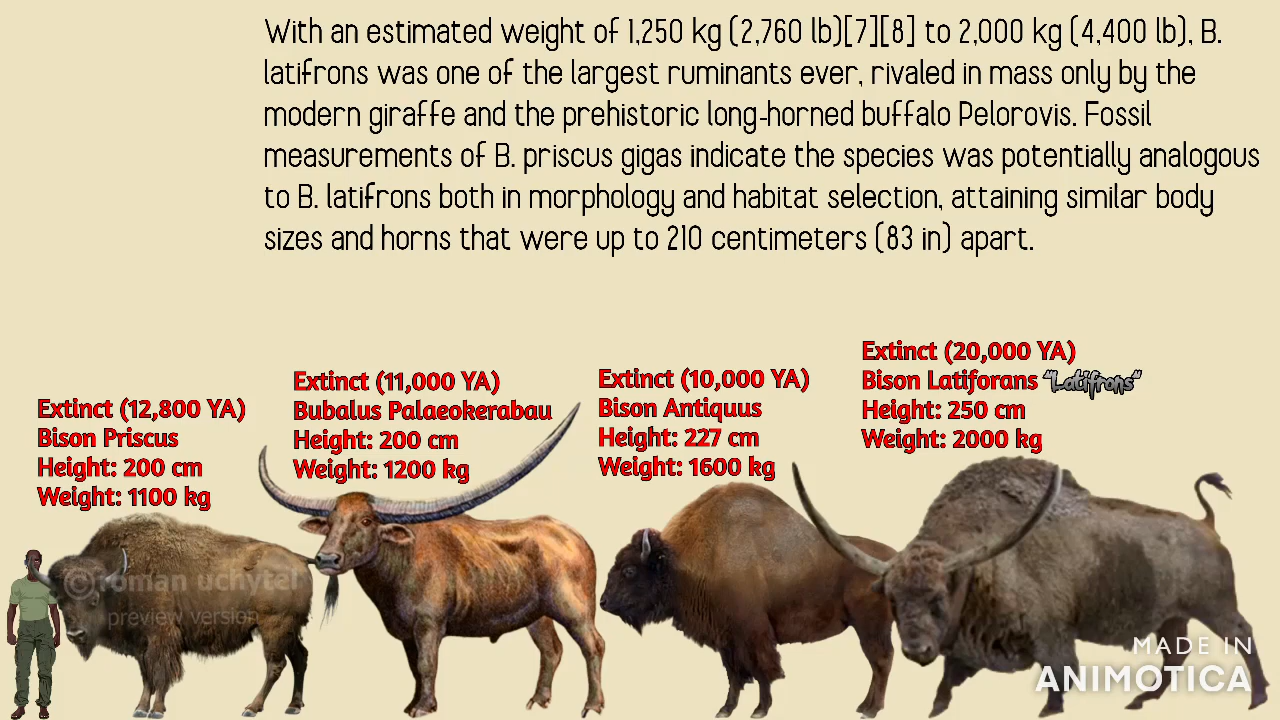 With an estimated weight of 1,250 kg (2,760 lb)[7][8] to 2,000 kg (4,400 lb), B.
latifrons was one of the largest ruminants ever, rivaled in mass only by the
modern giraffe and the prehistoric long-horned buffalo Pelorovis. Fossil
measurements of B. priscus gigas indicate the species was potentially analogous
to B. latifrons both in morphology and habitat selection, attaining similar body
sizes and horns that were up to 210 centimeters (83 in) apart.
Extinct (12,800 YA)
Bison Priscus
Height: 200 cm
Weight: 1100 kg
Extinct (11,000 YA)
Bubalus Palaeokerabau
Height: 200 cm
Weight: 1200 kg
Extinct (10,000 YA)
Bison Antiquus
Height: 227 cm
Weight: 1600 kg
Extinct (20,000 YA)
Bison Latiforans "Latifrons"
Height: 250 cm
Weight: 2000 kg
©roman uchytel
preview version
MADE IN
ANIMOTICA